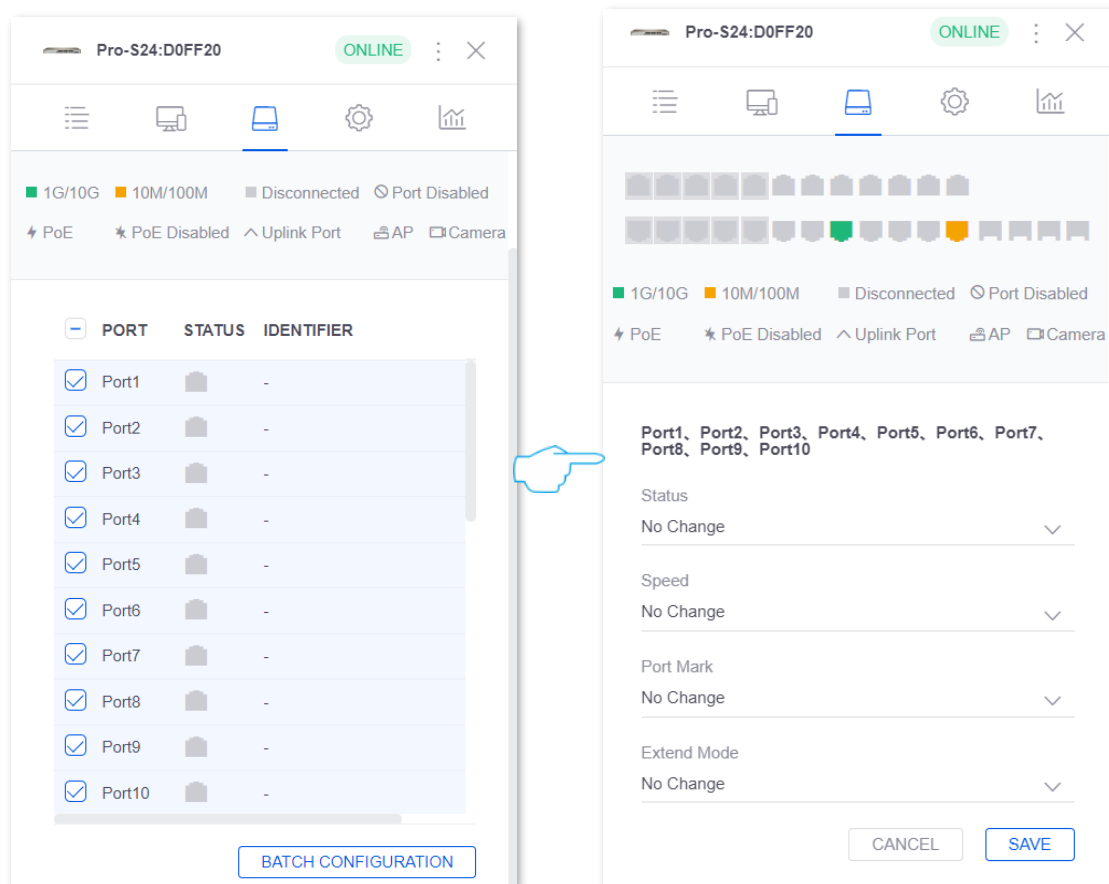 Pro-S24:D0FF20
ONLINE
1G/10G
10M/100M
Disconnected
Port Disabled
PoE
PoE Disabled
Uplink Port
AP
Camera
PORT
STATUS
IDENTIFIER
Port1
-
Port2
-
Port3
-
Port4
-
Port5
-
Port6
-
Port7
-
Port8
-
Port9
-
Port10
-
BATCH CONFIGURATION
Pro-S24:D0FF20
ONLINE
1G/10G
10M/100M
Disconnected
Port Disabled
PoE
PoE Disabled
Uplink Port
AP
Camera
Port1、Port2、Port3、Port4、Port5、Port6、Port7、
Port8、Port9、Port10
Status
No Change
Speed
No Change
Port Mark
No Change
Extend Mode
No Change
CANCEL
SAVE